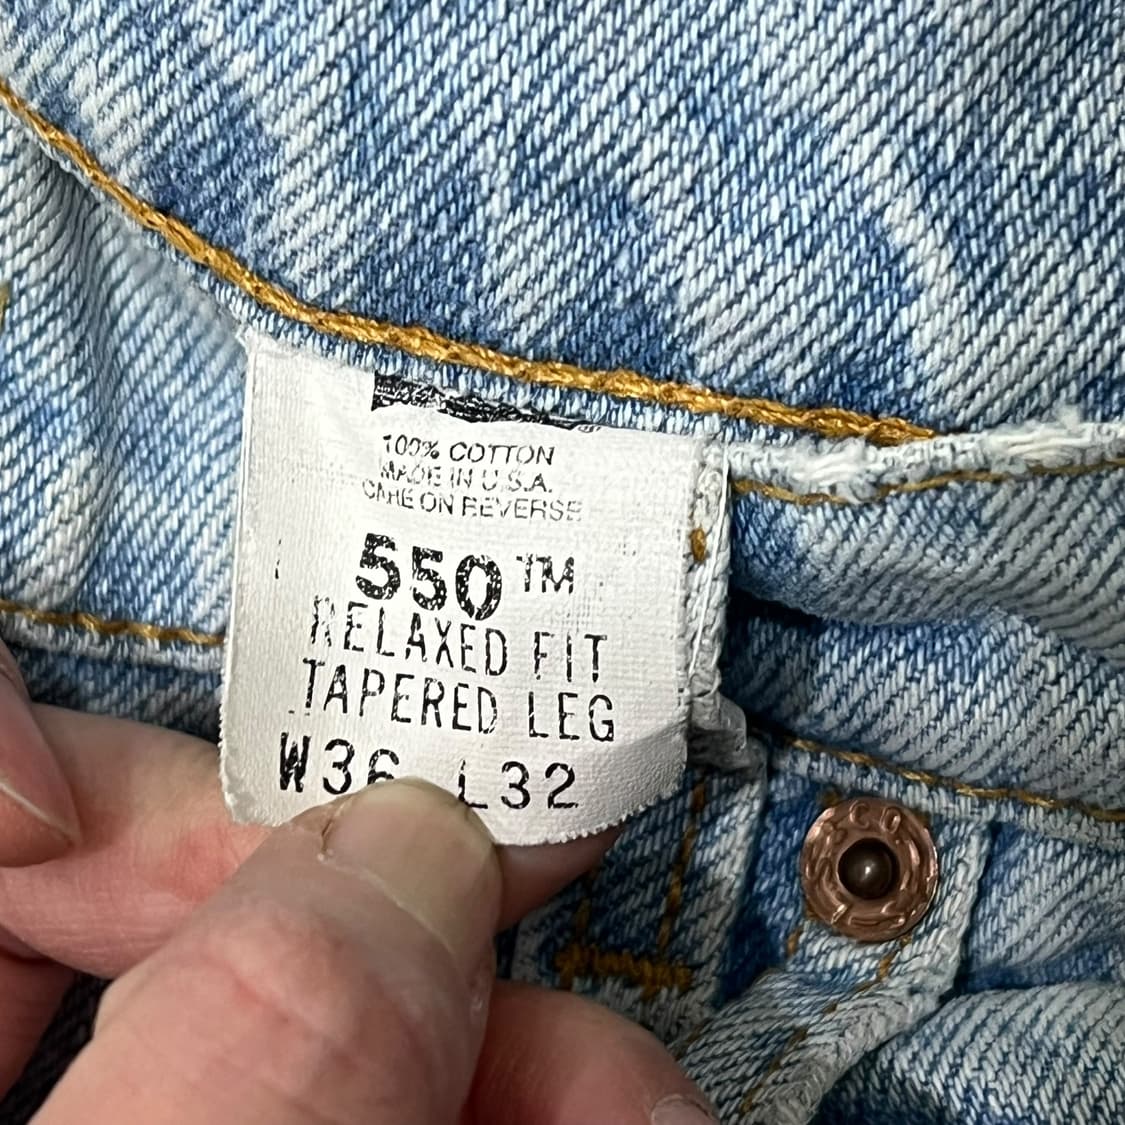 100% COTTON
MADE IN U.S.A.
CARE ON REVERSE
550™
RELAXED FIT
TAPERED LEG
W36 L32